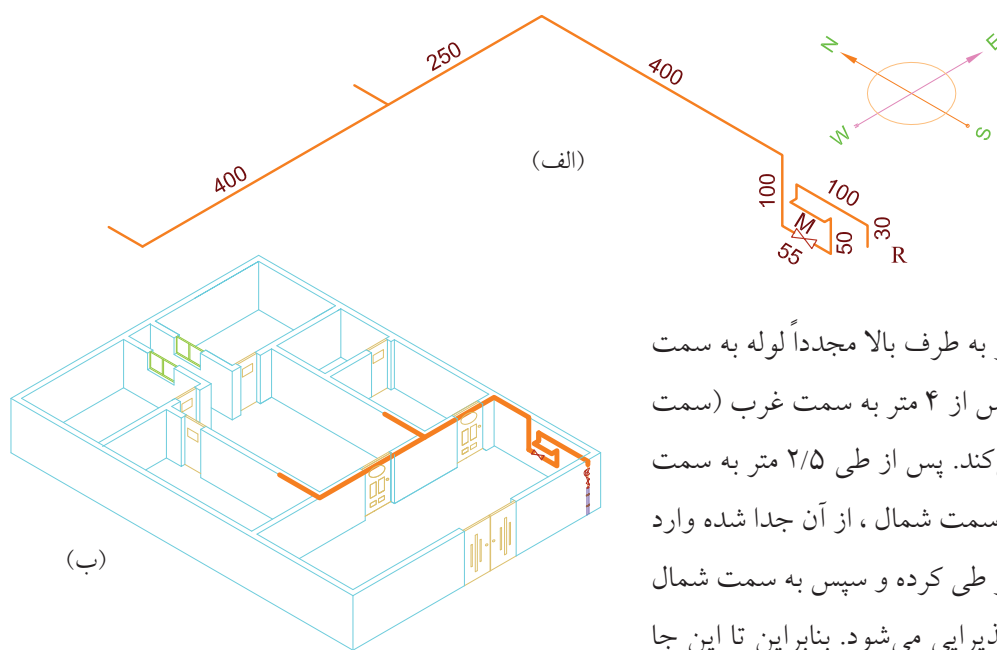 250
400
N
E
W
S
(الف)
400
100
100
M
50
30
55
R
(ب)
ر به طرف بالا مجدداً لوله به سمت
س از ۴ متر به سمت غرب (سمت
کند. پس از طی ۲/۵ متر به سمت
سمت شمال ، از آن جدا شده وارد
ر طی کرده و سپس به سمت شمال
ذیرایی می‌شود. بنابراین تا این جا